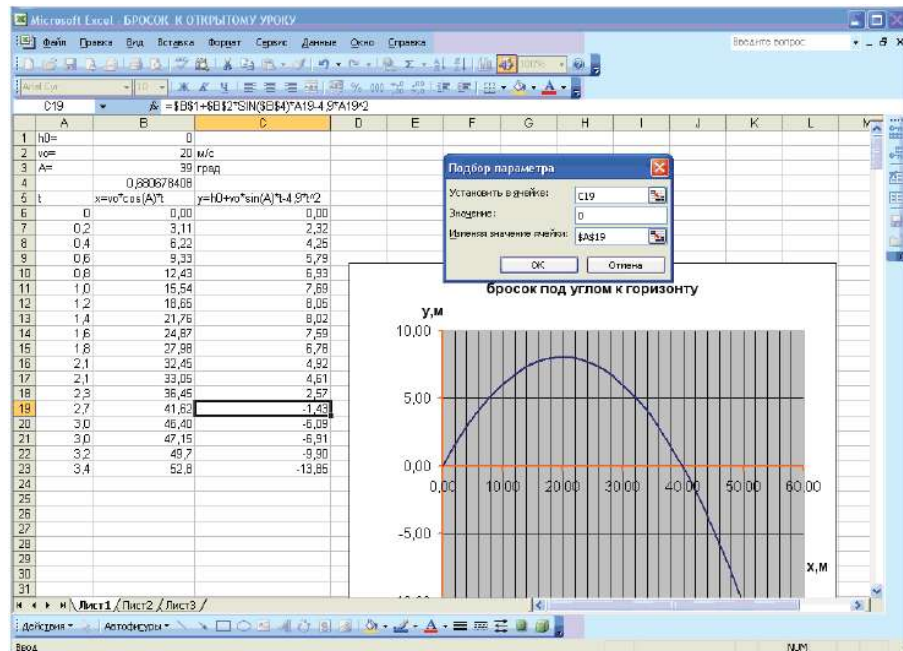 Microsoft Excel - БРОСОК К ОТКРЫТОМУ УРОКУ
Файл Правка Вид Вставка Формат Сервис Данные Окно Справка Введите вопрос
Arial Cyr 10 Ж К Ч
100%
C19 fx =$B$1+$B$2*SIN($B$4)*A19-4,9*A19^2
A B C D E F G H I J K L M
1 h0= 0
2 vo= 20 м/с
3 A= 39 град
4 0,680678408
5 t x=vo*cos(A)*t y=h0+vo*sin(A)*t-4,9*t^2
6 0 0,00 0,00
7 0,2 3,11 2,32
8 0,4 6,22 4,25
9 0,6 9,33 5,79
10 0,8 12,43 6,93
11 1,0 15,54 7,69
12 1,2 18,65 8,05
13 1,4 21,76 8,02
14 1,6 24,87 7,59
15 1,8 27,98 6,78
16 2,1 32,45 4,92
17 2,1 33,05 4,61
18 2,3 36,45 2,57
19 2,7 41,62 -1,43
20 3,0 46,40 -6,09
21 3,0 47,15 -6,91
22 3,2 49,7 -9,90
23 3,4 52,8 -13,85
24
25
26
27
28
29
30
31
Подбор параметра
Установить в ячейке: C19
Значение: 0
Изменяя значение ячейки: $A$19
ОК Отмена
бросок под углом к горизонту
у,м
10,00
5,00
0,00
0,00 10,00 20,00 30,00 40,00 50,00 60,00
-5,00
х,м
Лист1 Лист2 Лист3
Действия Автофигуры
Ввод NUM